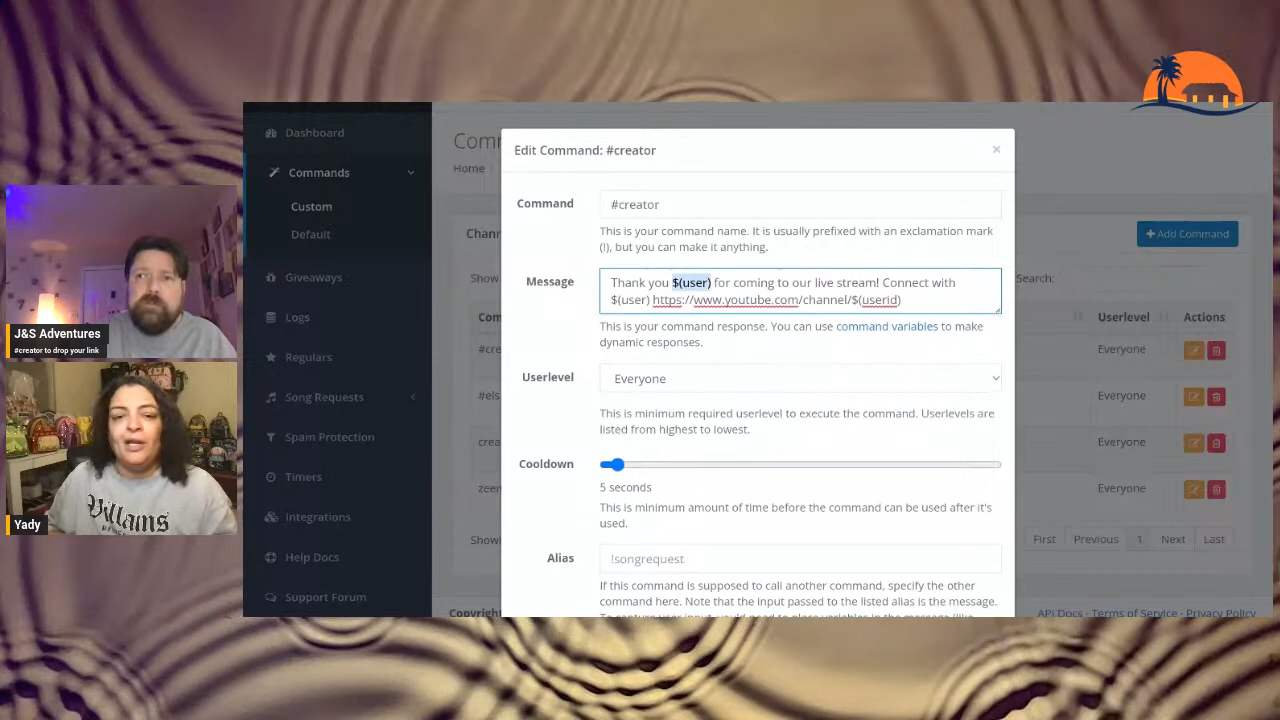 Dashboard
Commands
Custom
Default
Giveaways
Logs
Regulars
Song Requests
Spam Protection
Timers
Integrations
Help Docs
Support Forum
Home
+ Add Command
Show
Search:
Userlevel
Actions
Everyone
Everyone
Everyone
Everyone
First
Previous
1
Next
Last
Copyright
API Docs - Terms of Service - Privacy Policy
Edit Command: #creator
×
Command
#creator
This is your command name. It is usually prefixed with an exclamation mark
(!), but you can make it anything.
Message
Thank you $(user) for coming to our live stream! Connect with
$(user) https://www.youtube.com/channel/$(userid)
This is your command response. You can use command variables to make
dynamic responses.
Userlevel
Everyone
This is minimum required userlevel to execute the command. Userlevels are
listed from highest to lowest.
Cooldown
5 seconds
This is minimum amount of time before the command can be used after it's
used.
Alias
!songrequest
If this command is supposed to call another command, specify the other
command here. Note that the input passed to the listed alias is the message.
J&S Adventures
#creator to drop your link
Villains
Yady